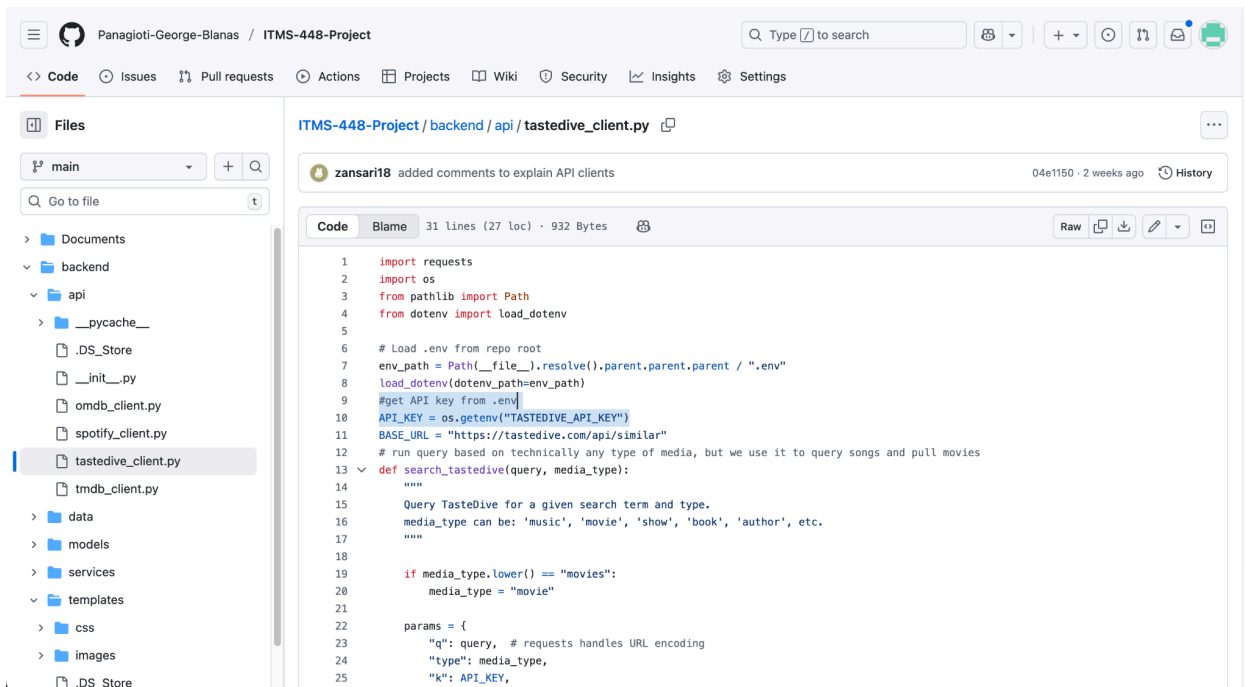 Panagioti-George-Blanas / ITMS-448-Project
Type / to search
Code Issues Pull requests Actions Projects Wiki Security Insights Settings
Files
main
Go to file t
Documents
backend
api
__pycache__
.DS_Store
__init__.py
omdb_client.py
spotify_client.py
tastedive_client.py
tmdb_client.py
data
models
services
templates
css
images
.DS_Store
ITMS-448-Project / backend / api / tastedive_client.py
zansari18 added comments to explain API clients 04e1150 · 2 weeks ago History
Code Blame 31 lines (27 loc) · 932 Bytes Raw
1 import requests
2 import os
3 from pathlib import Path
4 from dotenv import load_dotenv
5
6 # Load .env from repo root
7 env_path = Path(__file__).resolve().parent.parent.parent / ".env"
8 load_dotenv(dotenv_path=env_path)
9 #get API key from .env
10 API_KEY = os.getenv("TASTEDIVE_API_KEY")
11 BASE_URL = "https://tastedive.com/api/similar"
12 # run query based on technically any type of media, but we use it to query songs and pull movies
13 def search_tastedive(query, media_type):
14 """
15 Query TasteDive for a given search term and type.
16 media_type can be: 'music', 'movie', 'show', 'book', 'author', etc.
17 """
18
19 if media_type.lower() == "movies":
20 media_type = "movie"
21
22 params = {
23 "q": query, # requests handles URL encoding
24 "type": media_type,
25 "k": API_KEY,